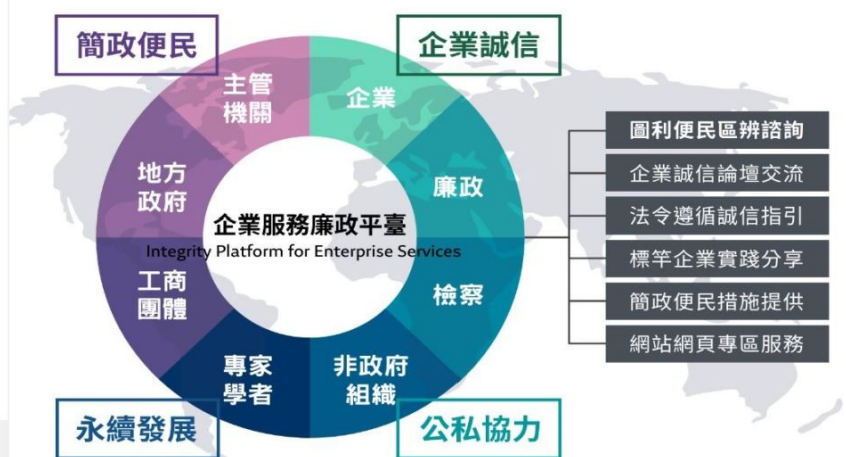 簡政便民
企業誠信
主管
機關
企業
地方
政府
廉政
工商
團體
檢察
專家
學者
非政府
組織
企業服務廉政平臺
Integrity Platform for Enterprise Services
圖利便民區辨諮詢
企業誠信論壇交流
法令遵循誠信指引
標竿企業實踐分享
簡政便民措施提供
網站網頁專區服務
永續發展
公私協力